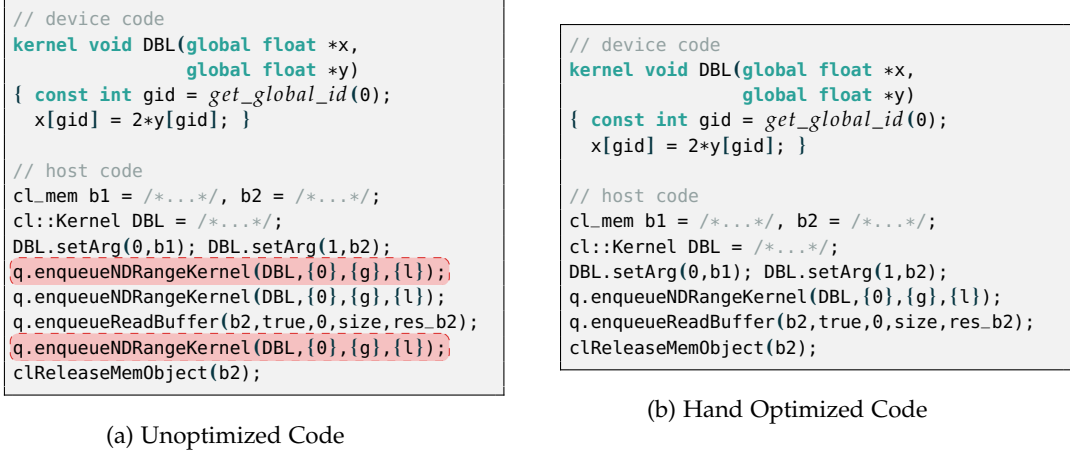 // device code
kernel void DBL(global float *x,
global float *y)
{ const int gid = get_global_id(0);
x[gid] = 2*y[gid]; }
// host code
cl_mem b1 = /*...*/, b2 = /*...*/;
cl::Kernel DBL = /*...*/;
DBL.setArg(0,b1); DBL.setArg(1,b2);
q.enqueueNDRangeKernel(DBL,{0},{g},{l});
q.enqueueNDRangeKernel(DBL,{0},{g},{l});
q.enqueueReadBuffer(b2,true,0,size,res_b2);
q.enqueueNDRangeKernel(DBL,{0},{g},{l});
clReleaseMemObject(b2);
(a) Unoptimized Code
// device code
kernel void DBL(global float *x,
global float *y)
{ const int gid = get_global_id(0);
x[gid] = 2*y[gid]; }
// host code
cl_mem b1 = /*...*/, b2 = /*...*/;
cl::Kernel DBL = /*...*/;
DBL.setArg(0,b1); DBL.setArg(1,b2);
q.enqueueNDRangeKernel(DBL,{0},{g},{l});
q.enqueueReadBuffer(b2,true,0,size,res_b2);
clReleaseMemObject(b2);
(b) Hand Optimized Code